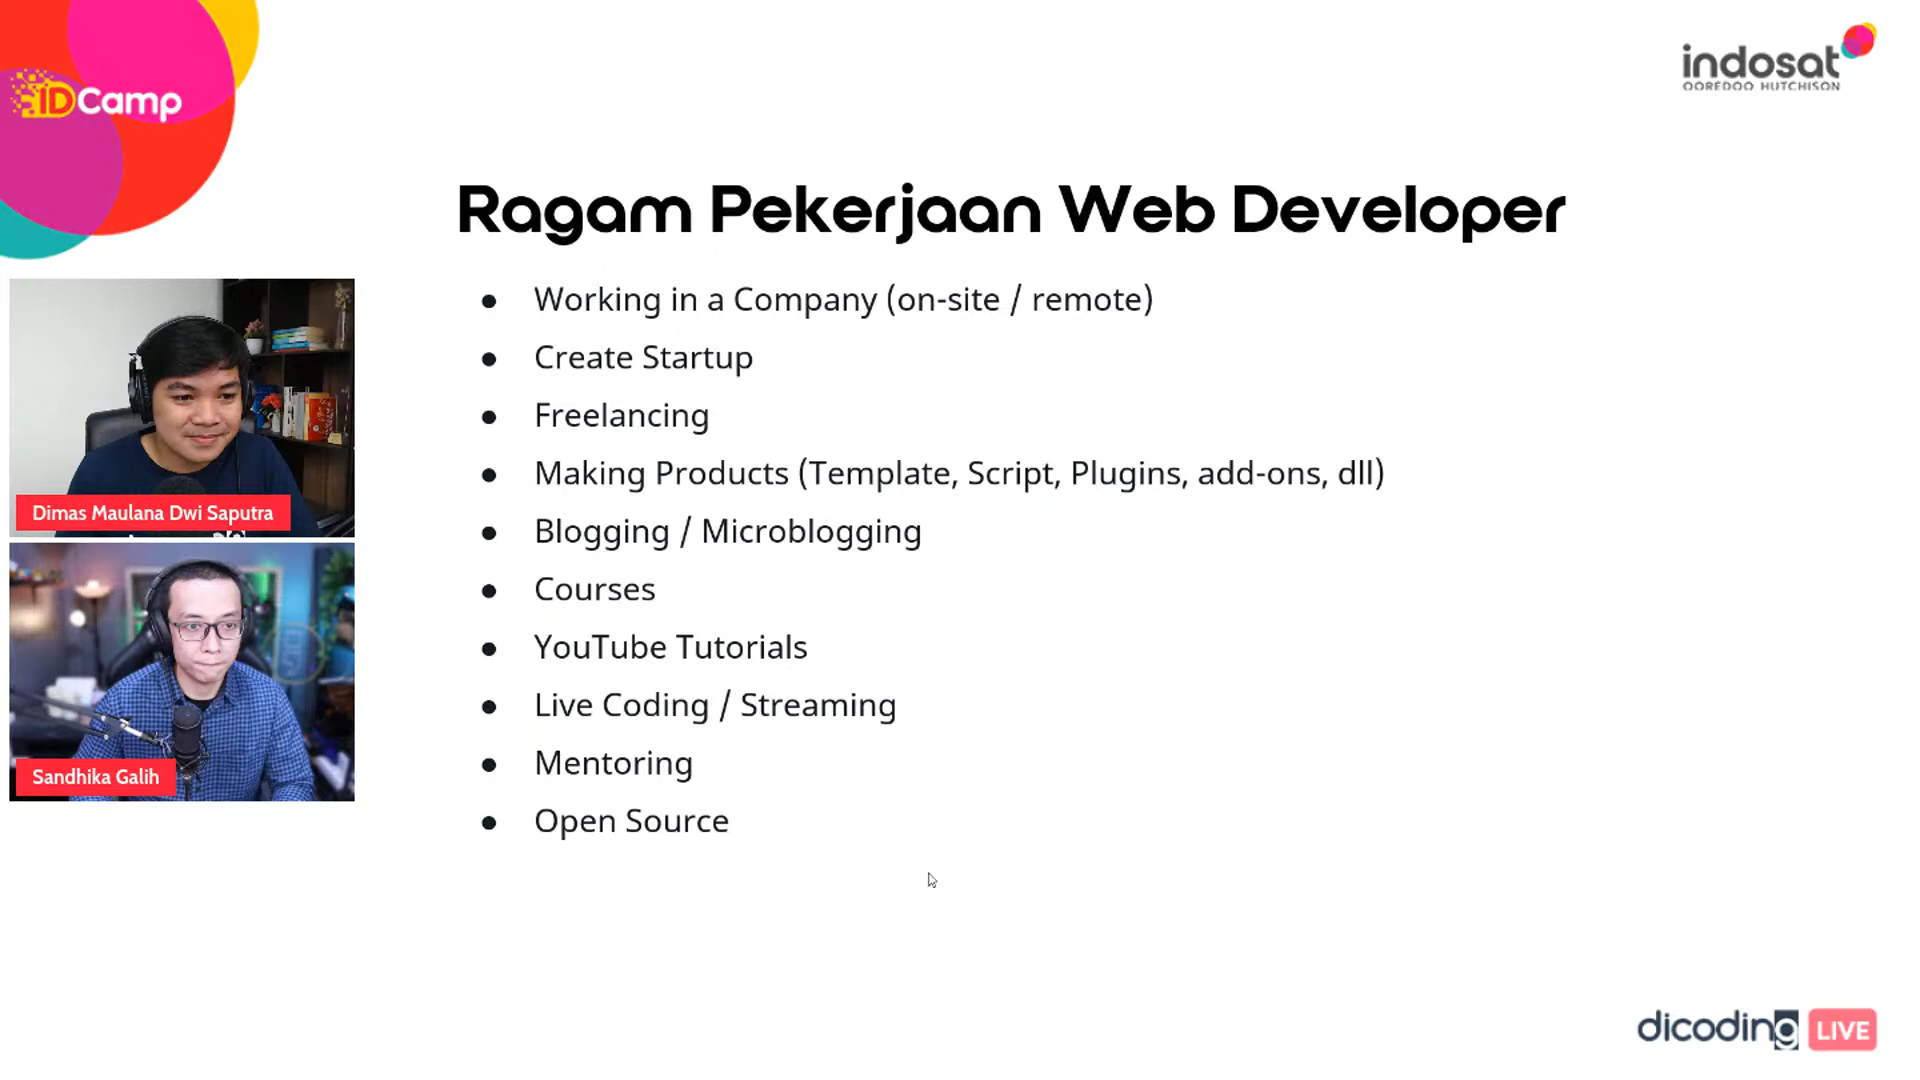 IDCamp
indosat
OOREDOO HUTCHISON
Ragam Pekerjaan Web Developer
● Working in a Company (on-site / remote)
● Create Startup
● Freelancing
● Making Products (Template, Script, Plugins, add-ons, dll)
● Blogging / Microblogging
● Courses
● YouTube Tutorials
● Live Coding / Streaming
● Mentoring
● Open Source
Dimas Maulana Dwi Saputra
Sandhika Galih
dicoding LIVE